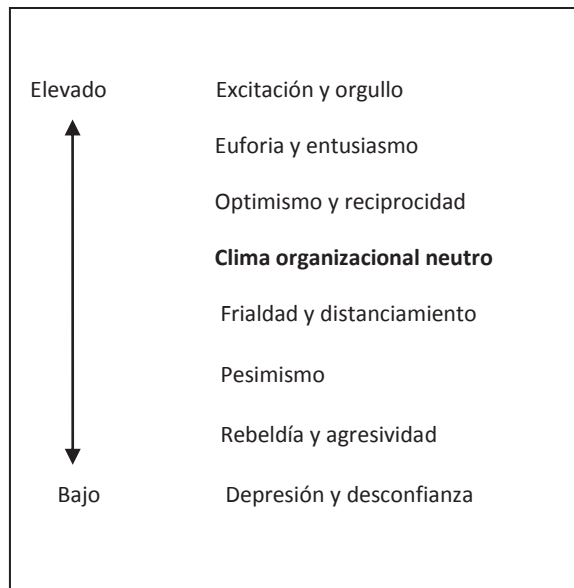 Elevado Excitación y orgullo
Euforia y entusiasmo
Optimismo y reciprocidad
Clima organizacional neutro
Frialdad y distanciamiento
Pesimismo
Rebeldía y agresividad
Bajo Depresión y desconfianza